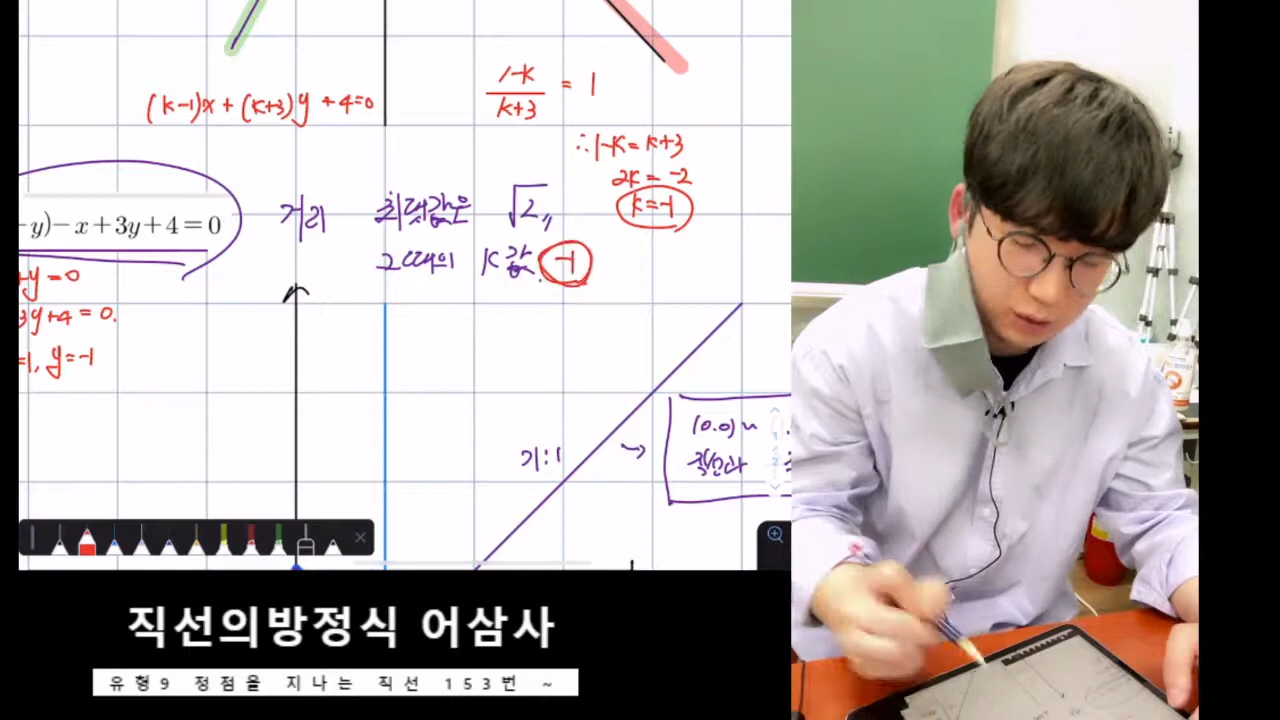 (k-1)x + (k+3)y + 4=0
1-k
k+3
= 1
∴ 1-k = k+3
2k = -2
k=-1
-y)-x+3y+4=0
거리 최댓값은 √2
그때의 k값 -1
+y=0
3y+4=0.
=1, y=-1
기:1
(0.0)
직선과
직선의방정식 어삼사
유형9 정점을 지나는 직선 153번 ~